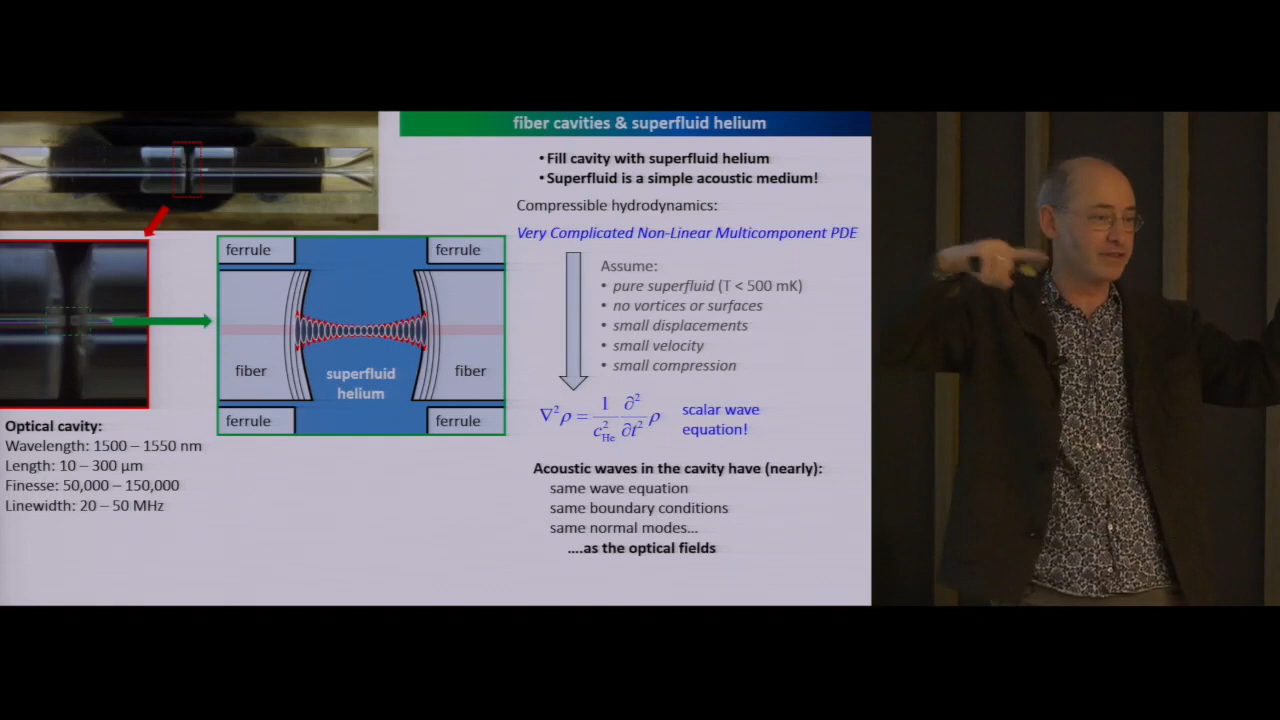 fiber cavities & superfluid helium
• Fill cavity with superfluid helium
• Superfluid is a simple acoustic medium!
Compressible hydrodynamics:
Very Complicated Non-Linear Multicomponent PDE
Assume:
• pure superfluid (T < 500 mK)
• no vortices or surfaces
• small displacements
• small velocity
• small compression
∇²ρ = 1/c²_He ∂²/∂t² ρ
scalar wave
equation!
Acoustic waves in the cavity have (nearly):
same wave equation
same boundary conditions
same normal modes…
….as the optical fields
ferrule
ferrule
fiber
superfluid
helium
fiber
ferrule
ferrule
Optical cavity:
Wavelength: 1500 – 1550 nm
Length: 10 – 300 µm
Finesse: 50,000 – 150,000
Linewidth: 20 – 50 MHz